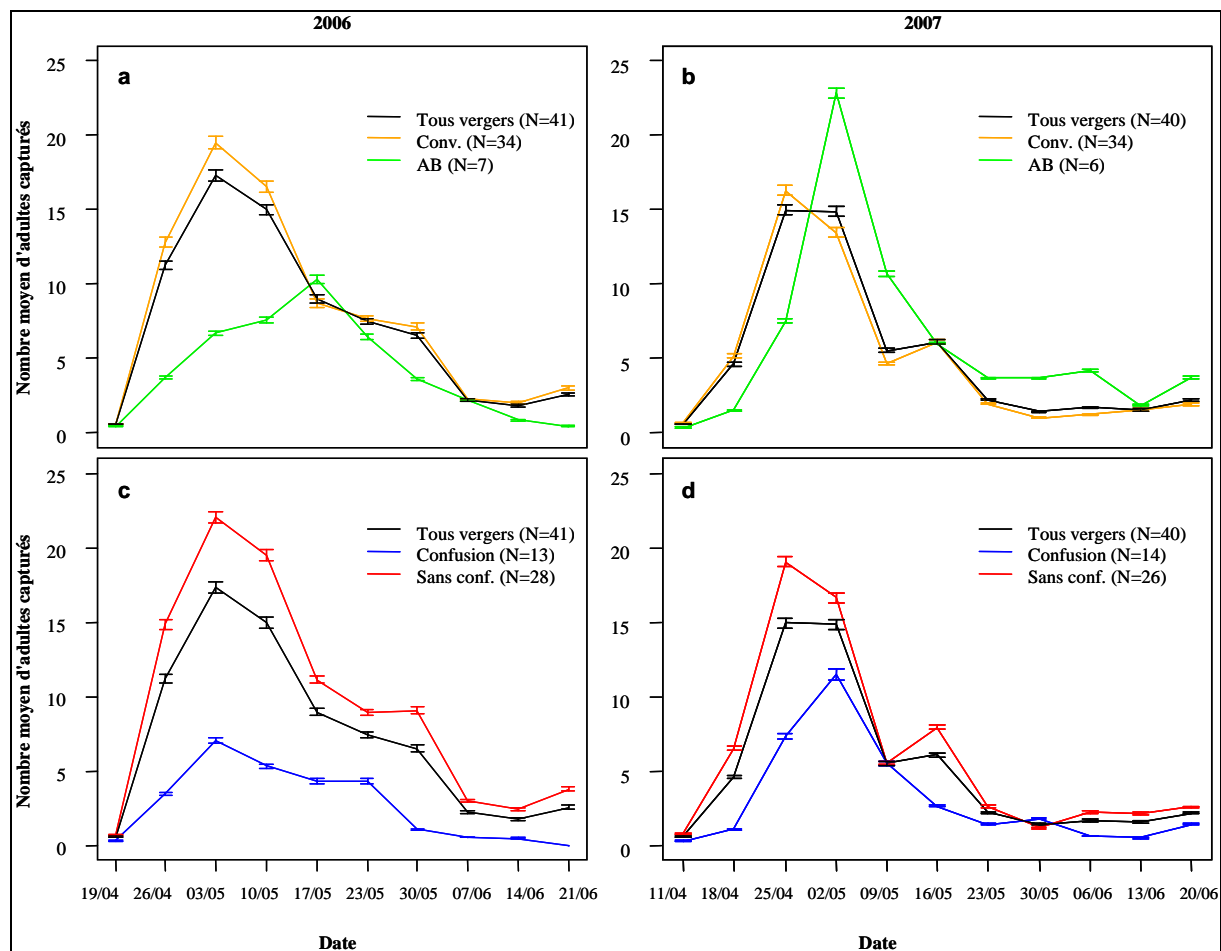 2006
2007
a
25
20
15
10
5
0
Nombre moyen d'adultes capturés
Tous vergers (N=41)
Conv. (N=34)
AB (N=7)
b
25
20
15
10
5
0
Tous vergers (N=40)
Conv. (N=34)
AB (N=6)
c
25
20
15
10
5
0
Nombre moyen d'adultes capturés
Tous vergers (N=41)
Confusion (N=13)
Sans conf. (N=28)
19/04 26/04 03/05 10/05 17/05 23/05 30/05 07/06 14/06 21/06
Date
d
25
20
15
10
5
0
Tous vergers (N=40)
Confusion (N=14)
Sans conf. (N=26)
11/04 18/04 25/04 02/05 09/05 16/05 23/05 30/05 06/06 13/06 20/06
Date